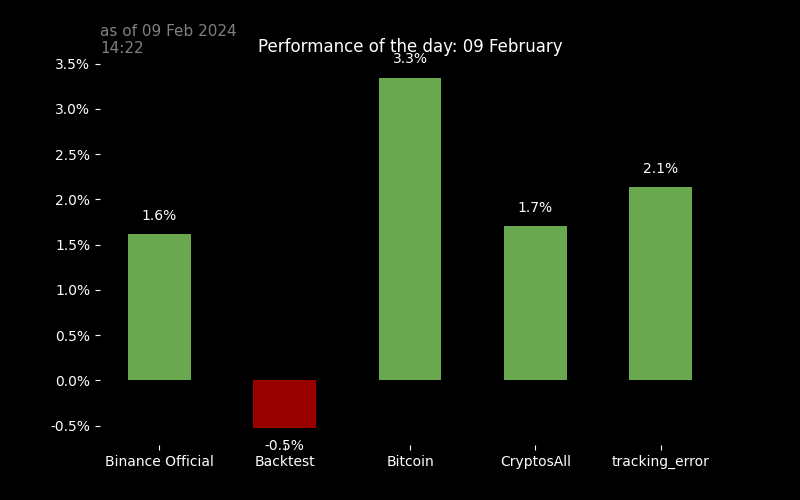 as of 09 Feb 2024
14:22
Performance of the day: 09 February
3.5%
3.0%
2.5%
2.0%
1.5%
1.0%
0.5%
0.0%
-0.5%
1.6%
-0.5%
3.3%
1.7%
2.1%
Binance Official
Backtest
Bitcoin
CryptosAll
tracking_error